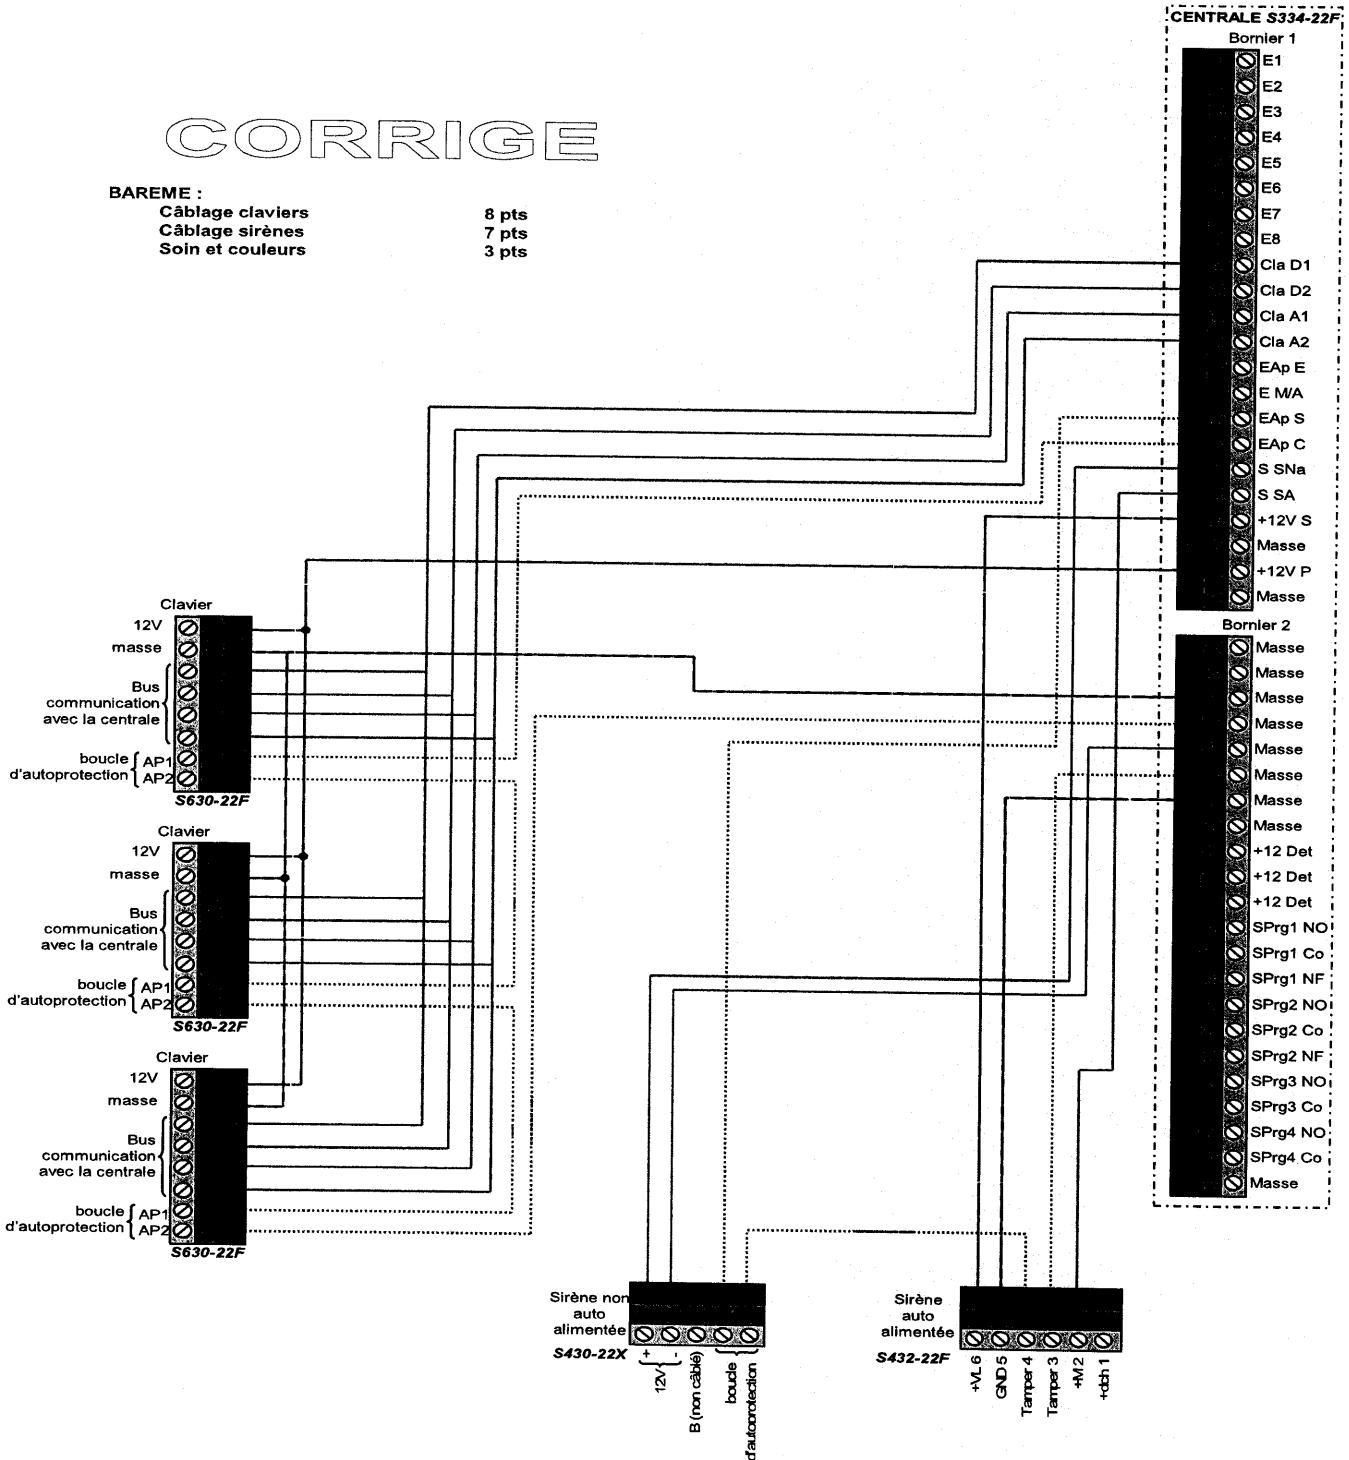 CENTRALE S334-22F
Bornier 1
E1
E2
E3
E4
E5
E6
E7
E8
Cla D1
Cla D2
Cla A1
Cla A2
EAp E
E M/A
EAp S
EAp C
S SNa
S SA
+12V S
Masse
+12V P
Masse
Bornier 2
Masse
Masse
Masse
Masse
Masse
Masse
Masse
Masse
+12 Det
+12 Det
+12 Det
SPrg1 NO
SPrg1 Co
SPrg1 NF
SPrg2 NO
SPrg2 Co
SPrg2 NF
SPrg3 NO
SPrg3 Co
SPrg4 NO
SPrg4 Co
Masse
CORRIGE
BAREME :
Câblage claviers 8 pts
Câblage sirènes 7 pts
Soin et couleurs 3 pts
Clavier
12V
masse
Bus
communication
avec la centrale
boucle
d'autoprotection
AP1
AP2
S630-22F
Clavier
12V
masse
Bus
communication
avec la centrale
boucle
d'autoprotection
AP1
AP2
S630-22F
Clavier
12V
masse
Bus
communication
avec la centrale
boucle
d'autoprotection
AP1
AP2
S630-22F
Sirène non
auto
alimentée
S430-22X
+
-
12V
B (non câblé)
boucle
d'autoprotection
Sirène
auto
alimentée
S432-22F
+VL 6
GND 5
Tamper 4
Tamper 3
+M 2
+dch 1